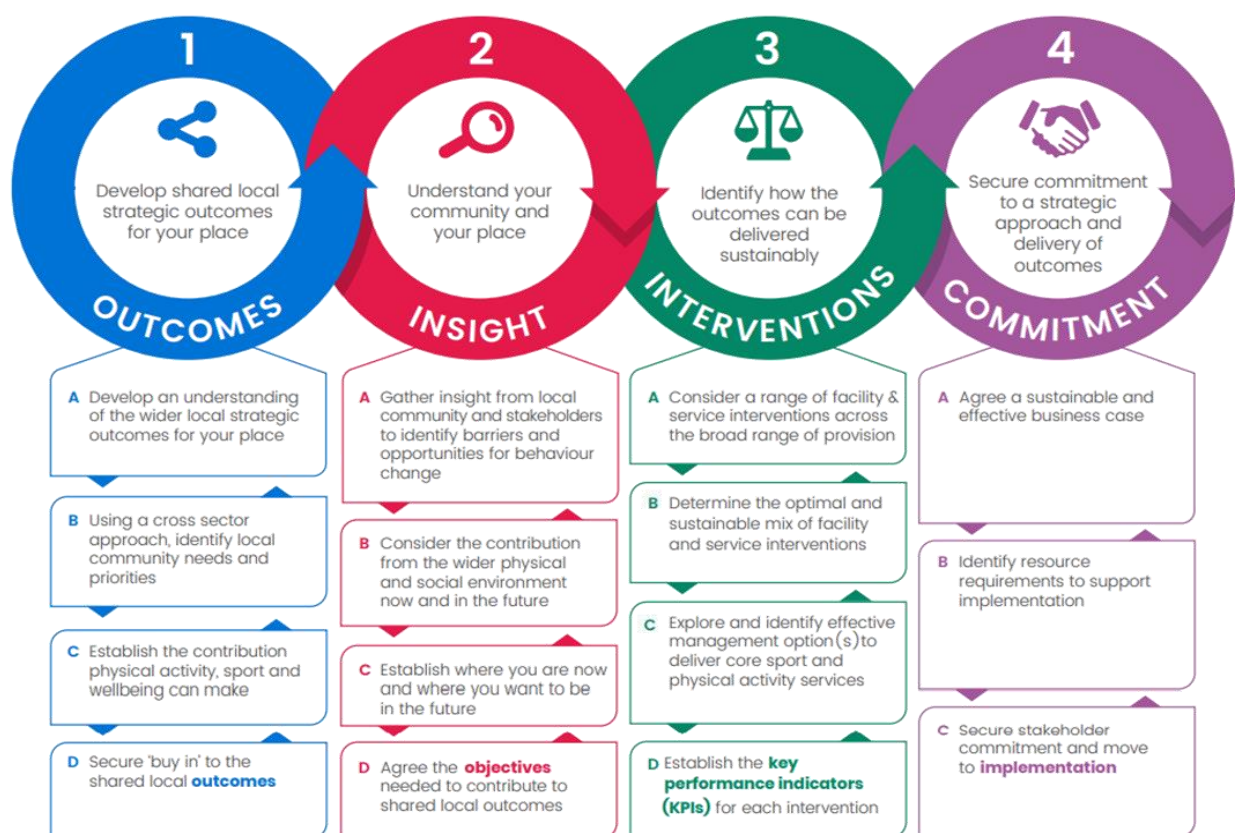 1
Develop shared local
strategic outcomes
for your place
OUTCOMES
A Develop an understanding
of the wider local strategic
outcomes for your place
B Using a cross sector
approach, identify local
community needs and
priorities
C Establish the contribution
physical activity, sport and
wellbeing can make
D Secure 'buy in' to the
shared local outcomes
2
Understand your
community and
your place
INSIGHT
A Gather insight from local
community and stakeholders
to identify barriers and
opportunities for behaviour
change
B Consider the contribution
from the wider physical
and social environment
now and in the future
C Establish where you are now
and where you want to be
in the future
D Agree the objectives
needed to contribute to
shared local outcomes
3
Identify how the
outcomes can be
delivered
sustainably
INTERVENTIONS
A Consider a range of facility &
service interventions across
the broad range of provision
B Determine the optimal and
sustainable mix of facility
and service interventions
C Explore and identify effective
management option(s)to
deliver core sport and
physical activity services
D Establish the key
performance indicators
(KPIs) for each intervention
4
Secure commitment
to a strategic
approach and
delivery of
outcomes
COMMITMENT
A Agree a sustainable and
effective business case
B Identify resource
requirements to support
implementation
C Secure stakeholder
commitment and move
to implementation